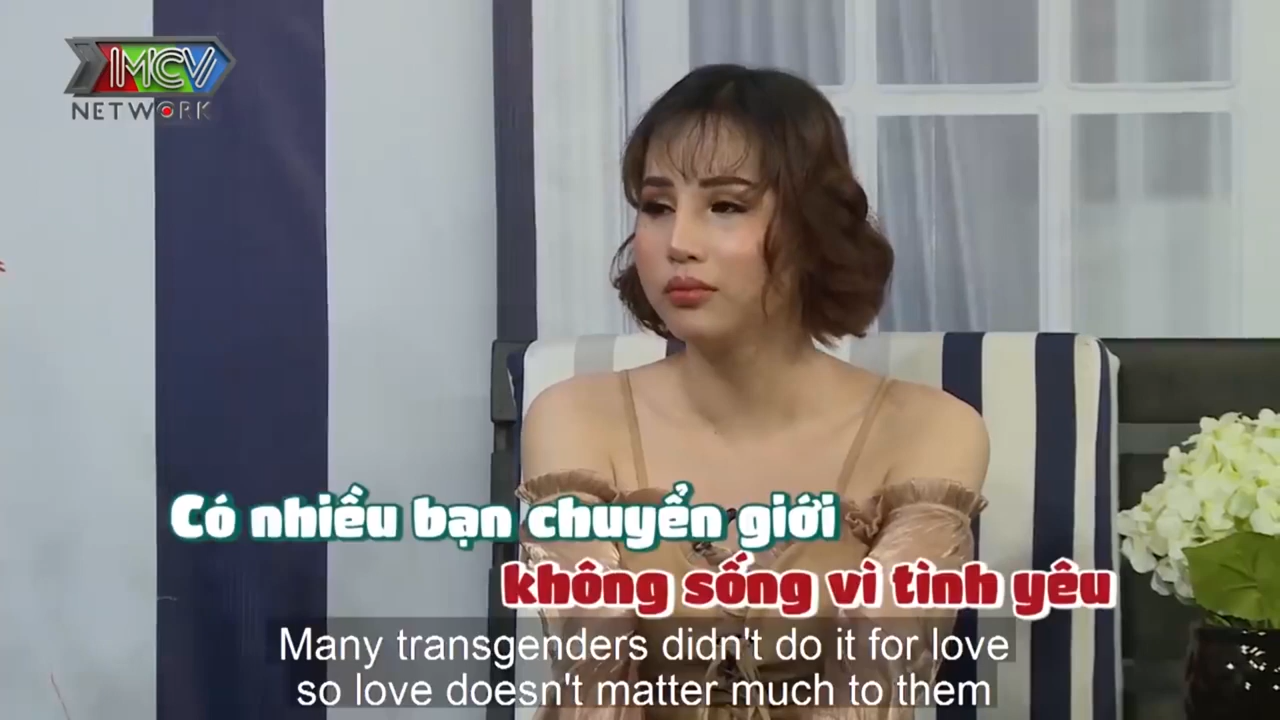 MCV
NETWORK
Có nhiều bạn chuyển giới
không sống vì tình yêu
Many transgenders didn't do it for love
so love doesn't matter much to them